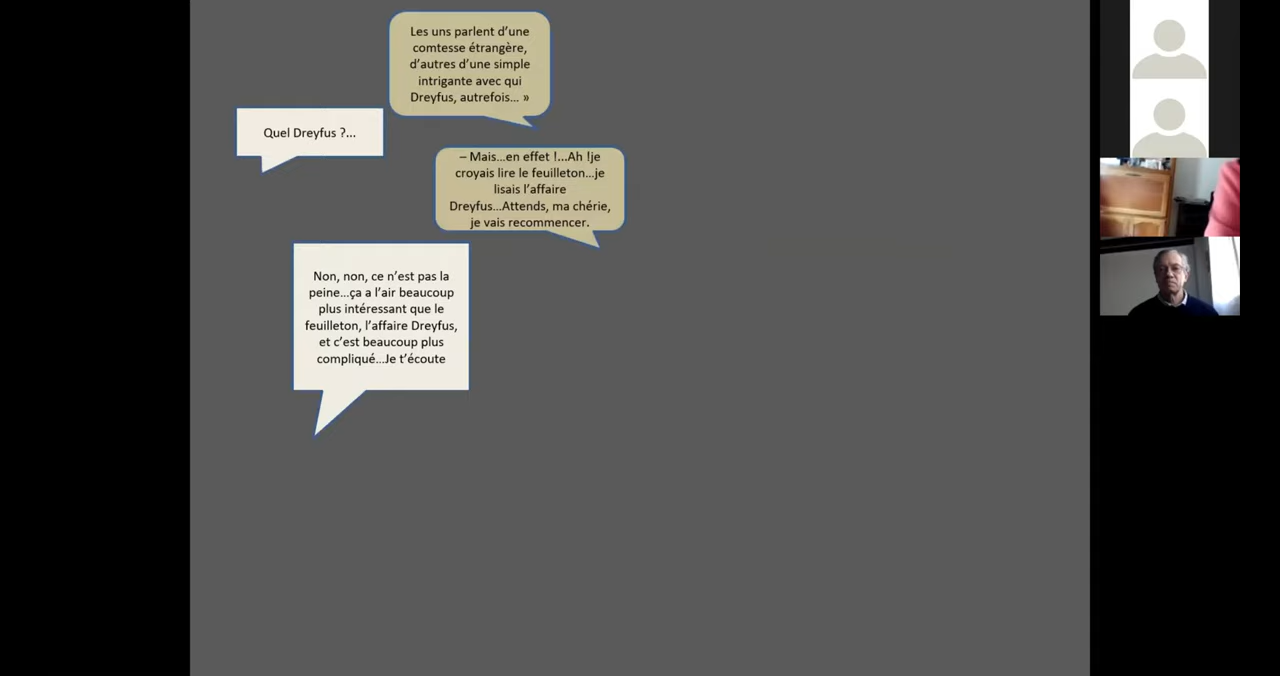 Les uns parlent d’une
comtesse étrangère,
d’autres d’une simple
intrigante avec qui
Dreyfus, autrefois... »
Quel Dreyfus ?...
– Mais...en effet !...Ah !je
croyais lire le feuilleton...je
lisais l’affaire
Dreyfus...Attends, ma chérie,
je vais recommencer.
Non, non, ce n’est pas la
peine...ça a l’air beaucoup
plus intéressant que le
feuilleton, l’affaire Dreyfus,
et c’est beaucoup plus
compliqué...Je t’écoute